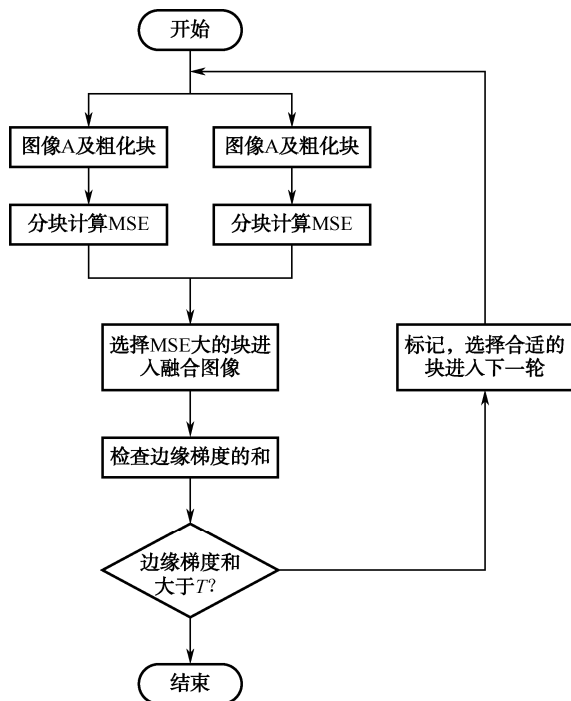 开始
图像A及粗化块
图像A及粗化块
分块计算MSE
分块计算MSE
选择MSE大的块进
入融合图像
标记，选择合适的
块进入下一轮
检查边缘梯度的和
边缘梯度和
大于T?
结束